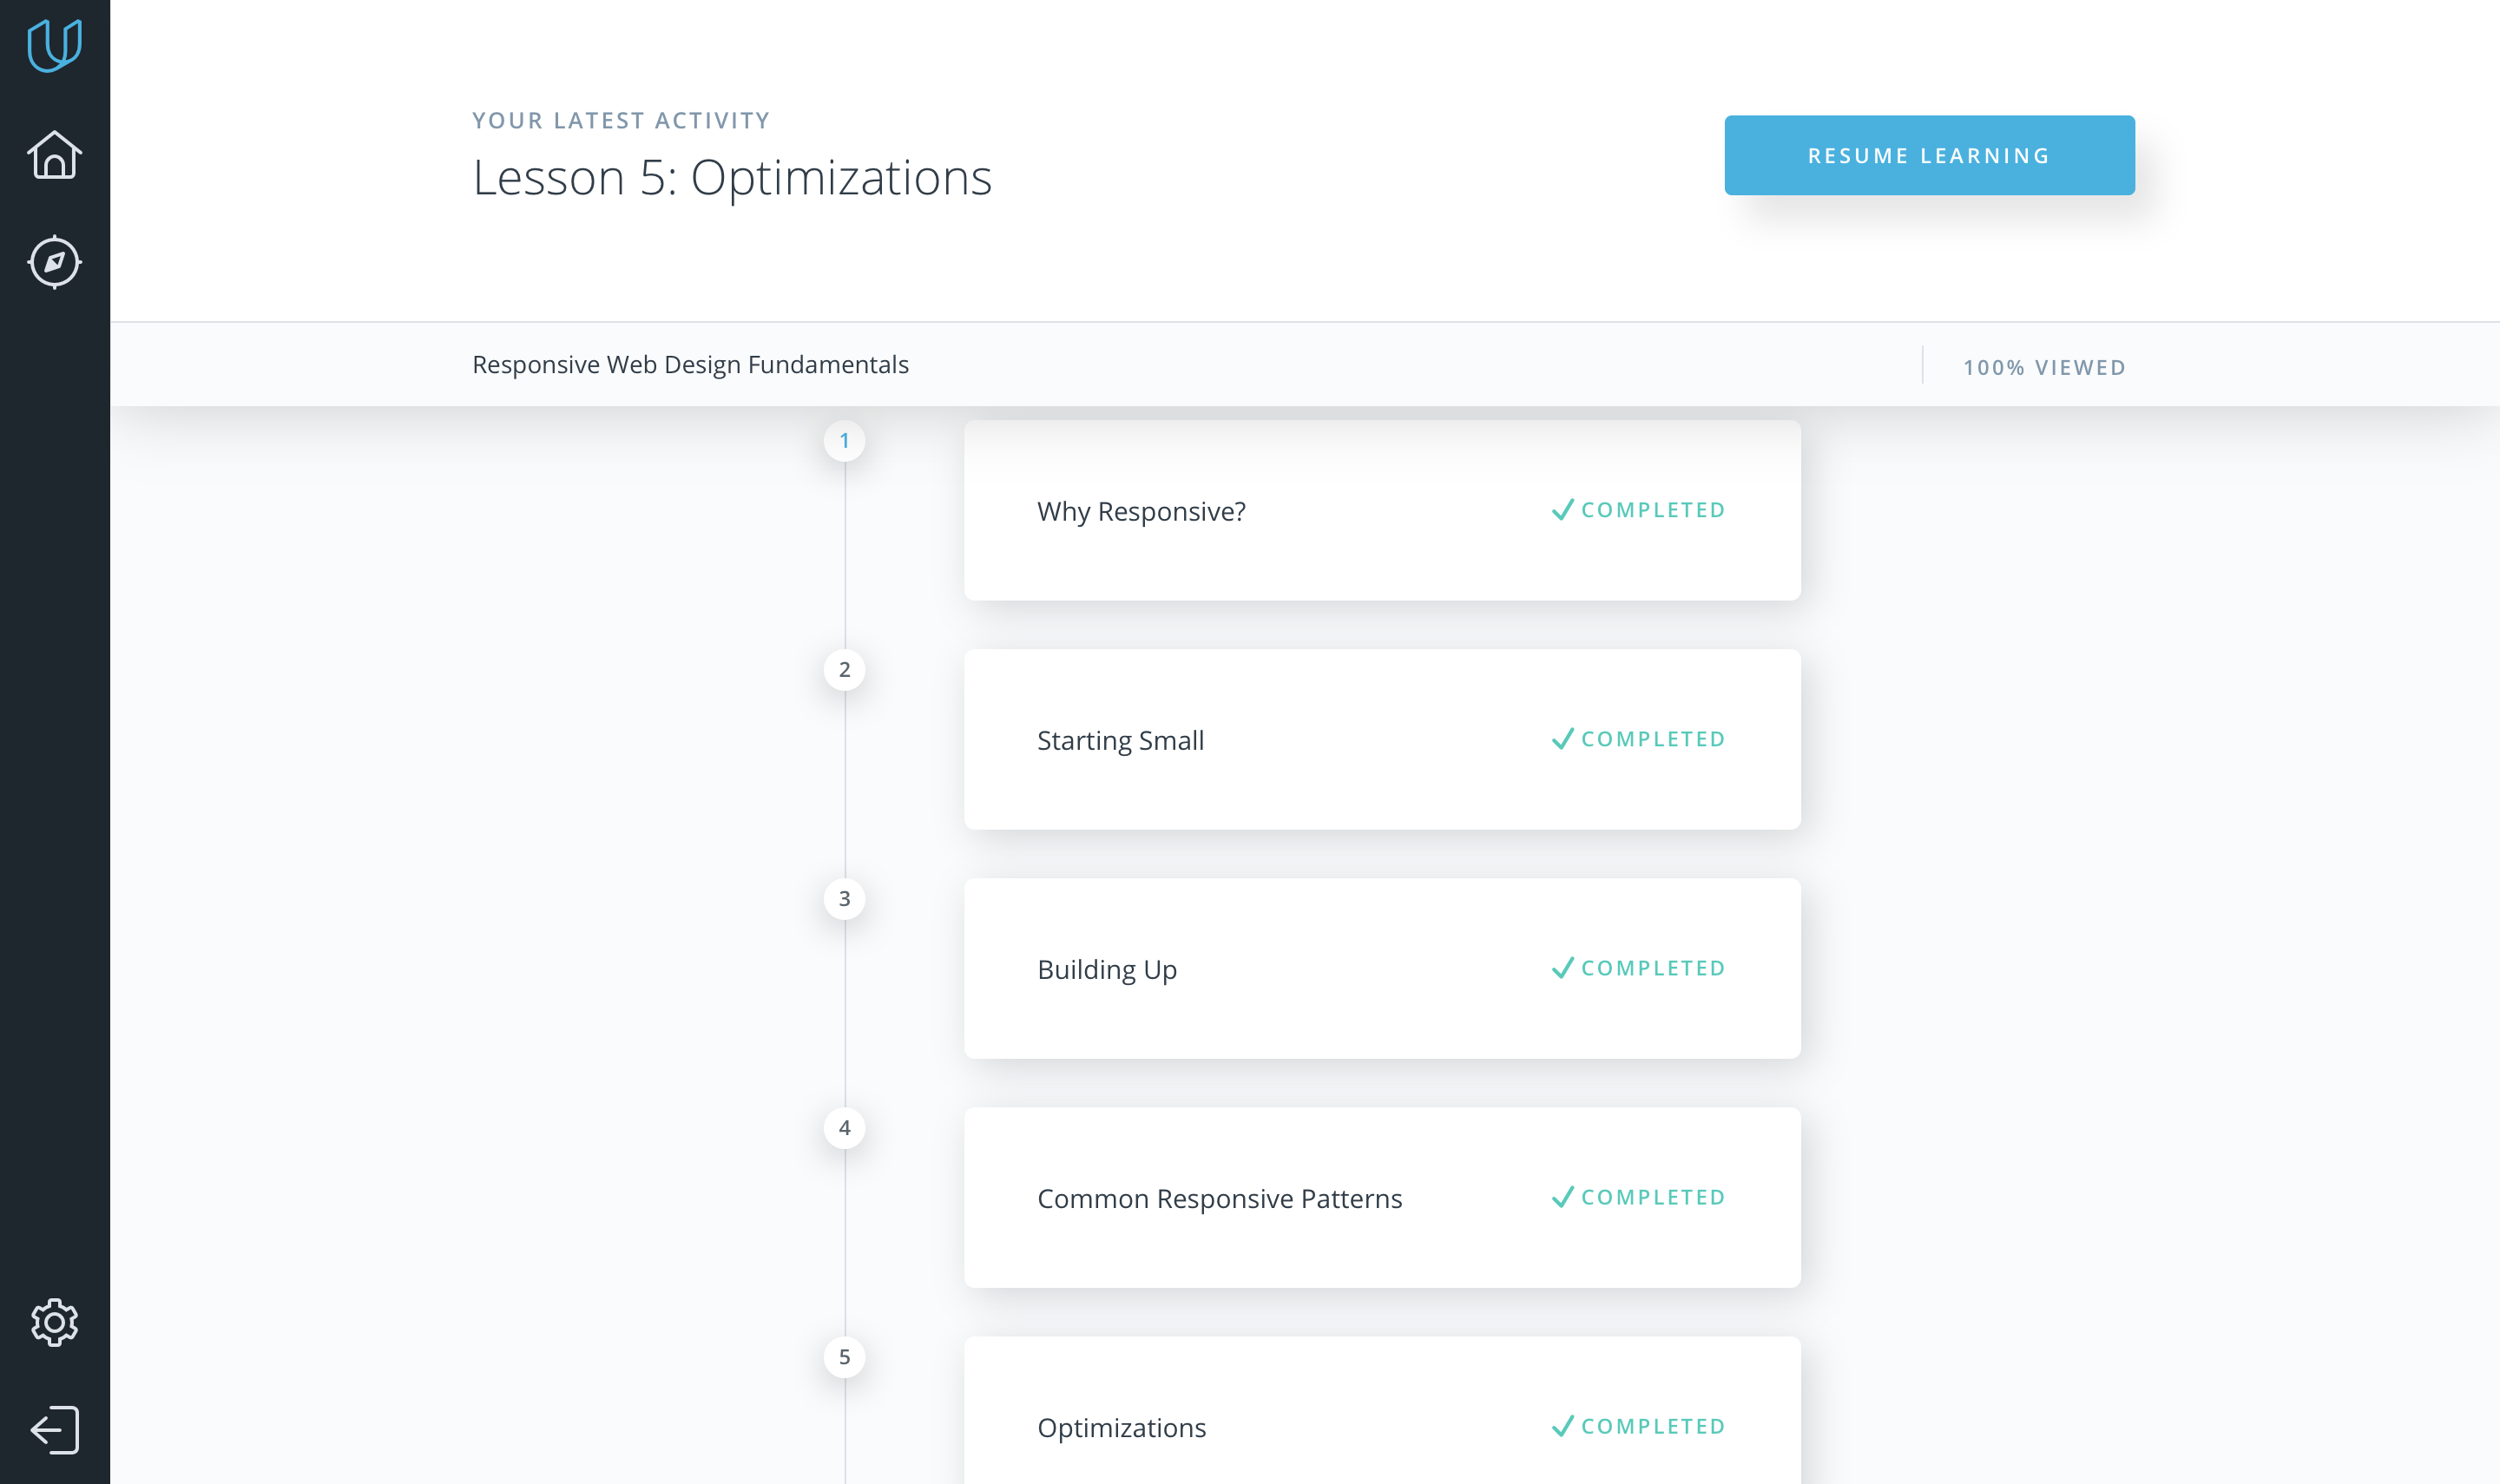 YOUR LATEST ACTIVITY
Lesson 5: Optimizations
RESUME LEARNING
Responsive Web Design Fundamentals
100% VIEWED
1
Why Responsive?
COMPLETED
2
Starting Small
COMPLETED
3
Building Up
COMPLETED
4
Common Responsive Patterns
COMPLETED
5
Optimizations
COMPLETED